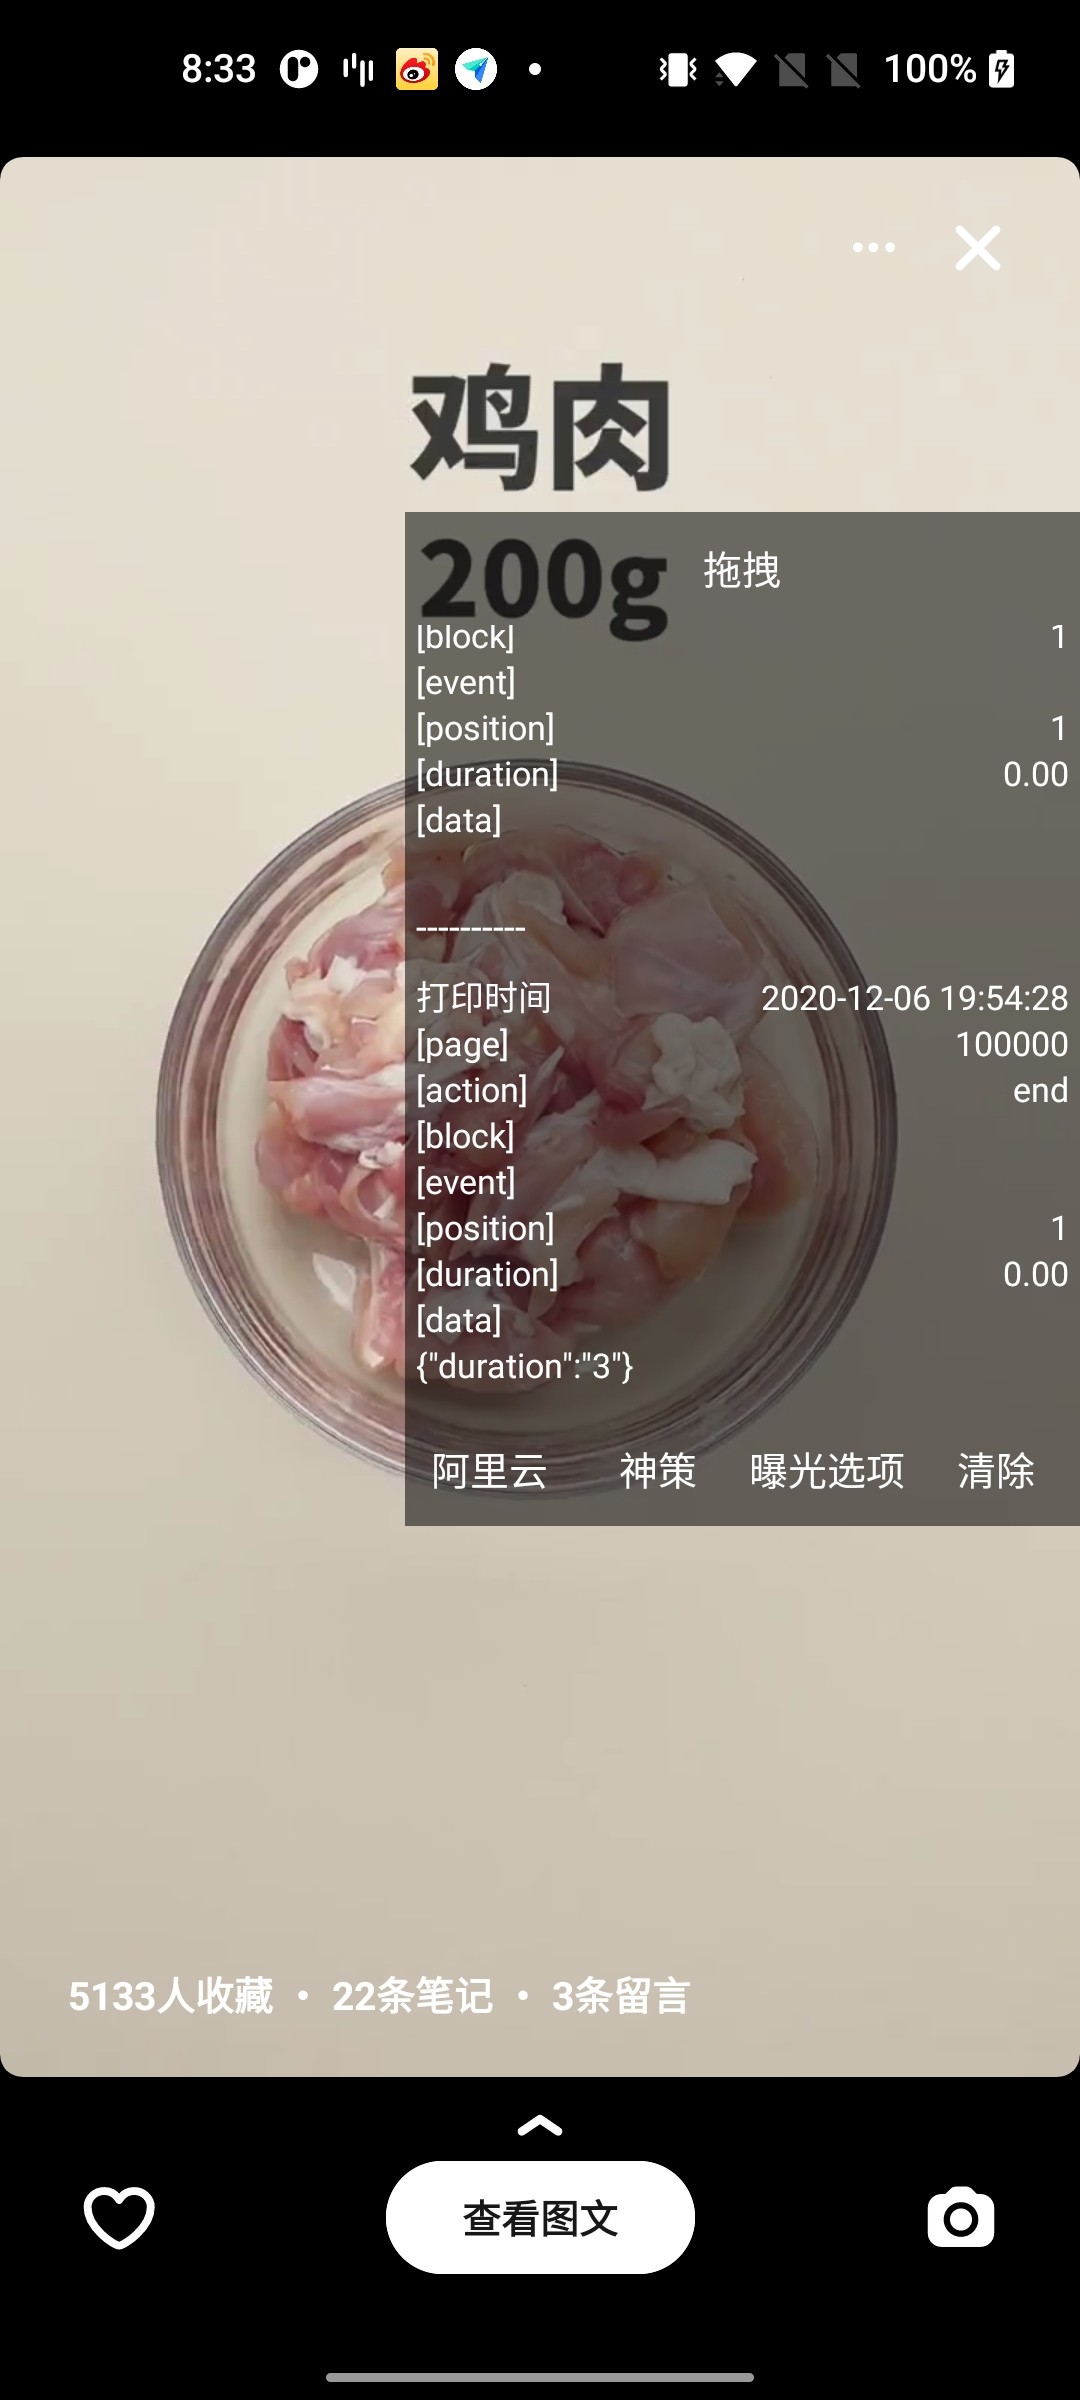 8:33
100%
鸡肉
200g
拖拽
[block] 1
[event]
[position] 1
[duration] 0.00
[data]
----------
打印时间 2020-12-06 19:54:28
[page] 100000
[action] end
[block]
[event]
[position] 1
[duration] 0.00
[data]
{"duration":"3"}
阿里云 神策 曝光选项 清除
5133人收藏 · 22条笔记 · 3条留言
查看图文